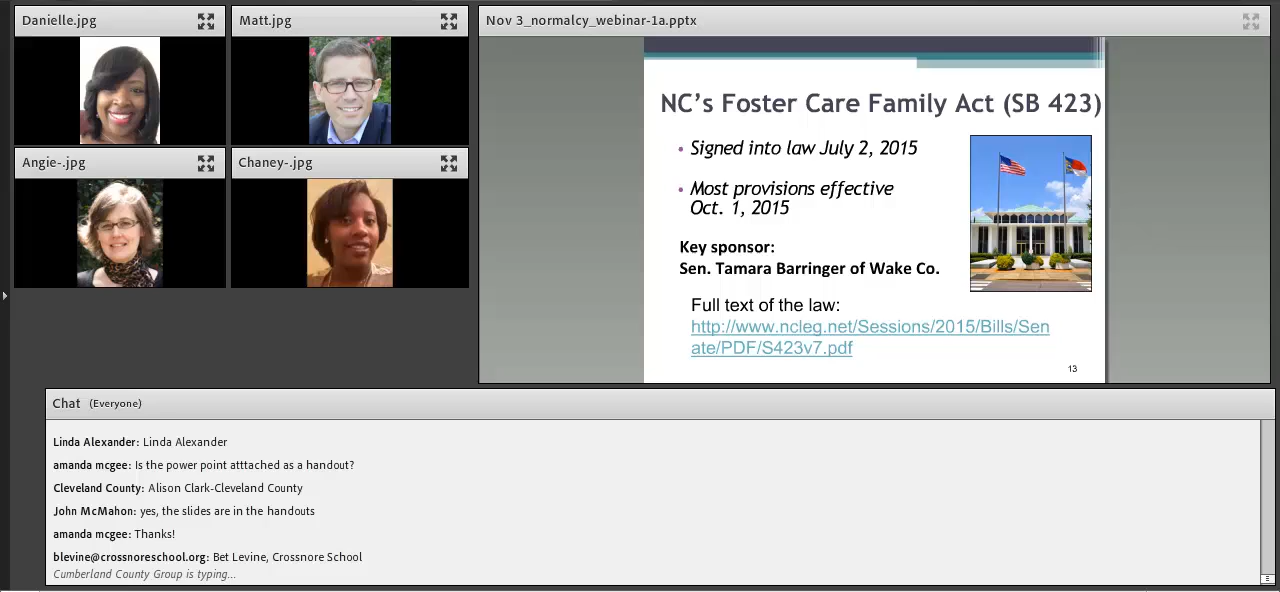 Danielle.jpg
Matt.jpg
Angie-.jpg
Chaney-.jpg
Nov 3_normalcy_webinar-1a.pptx
NC’s Foster Care Family Act (SB 423)
• Signed into law July 2, 2015
• Most provisions effective
Oct. 1, 2015
Key sponsor:
Sen. Tamara Barringer of Wake Co.
Full text of the law:
http://www.ncleg.net/Sessions/2015/Bills/Sen
ate/PDF/S423v7.pdf
13
Chat (Everyone)
Linda Alexander: Linda Alexander
amanda mcgee: Is the power point atttached as a handout?
Cleveland County: Alison Clark-Cleveland County
John McMahon: yes, the slides are in the handouts
amanda mcgee: Thanks!
blevine@crossnoreschool.org: Bet Levine, Crossnore School
Cumberland County Group is typing...